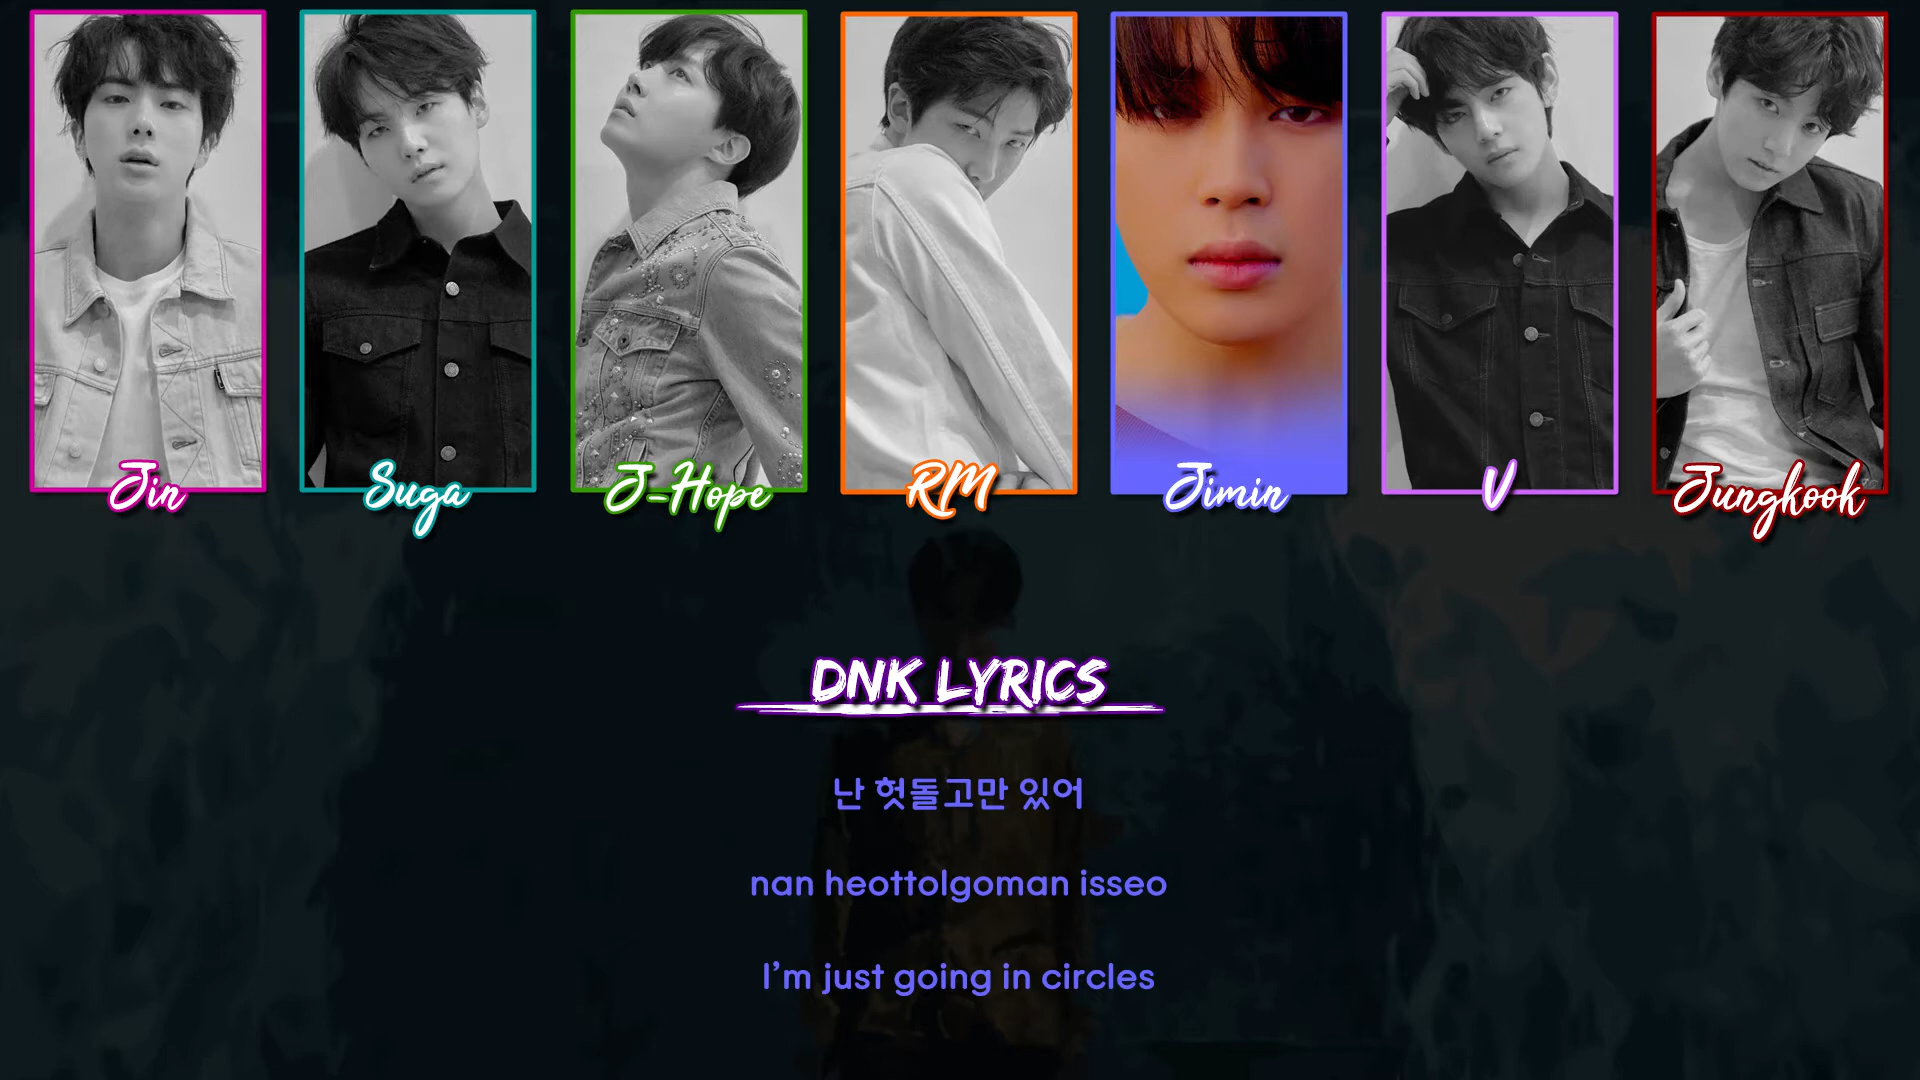 Jin
Suga
J-Hope
RM
Jimin
V
Jungkook
DNK LYRICS
난 헛돌고만 있어
nan heottolgoman isseo
I'm just going in circles